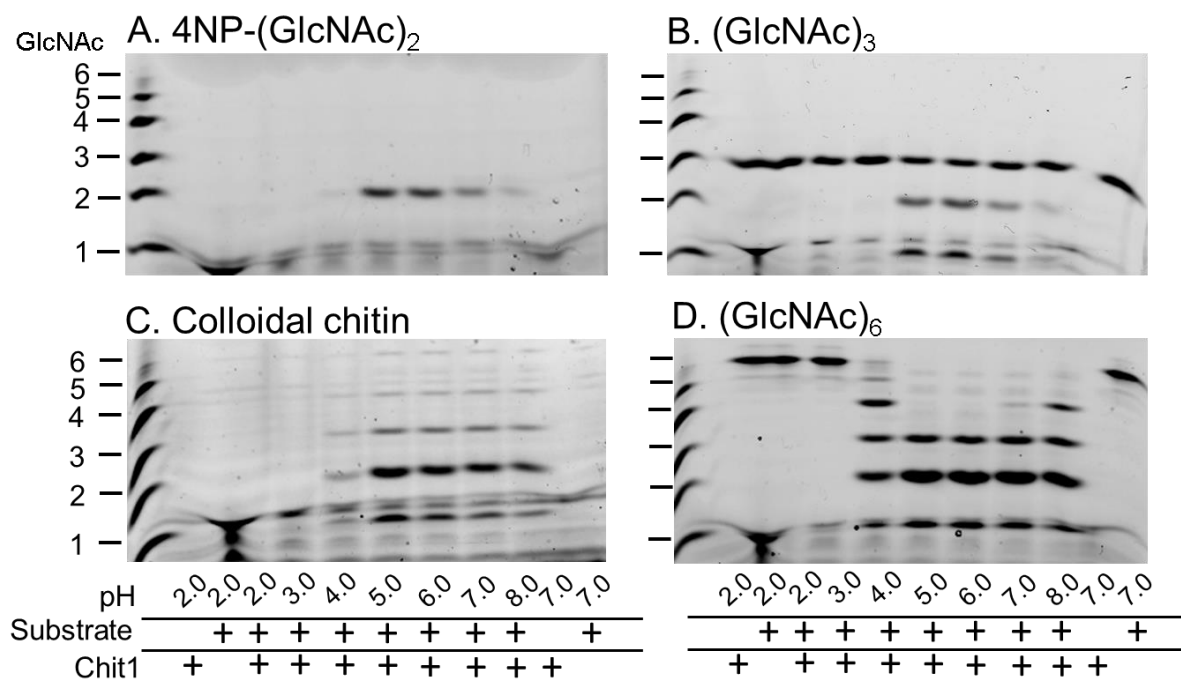 A. 4NP-(GlcNAc)2
B. (GlcNAc)3
GlcNAc
6
5
4
3
2
1
C. Colloidal chitin
D. (GlcNAc)6
6
5
4
3
2
1
pH 2.0 2.0 2.0 3.0 4.0 5.0 6.0 7.0 8.0 7.0 7.0 2.0 2.0 2.0 3.0 4.0 5.0 6.0 7.0 8.0 7.0 7.0
Substrate + + + + + + + + + + + + + + + + + +
Chit1 + + + + + + + + + + + + + + + + + +